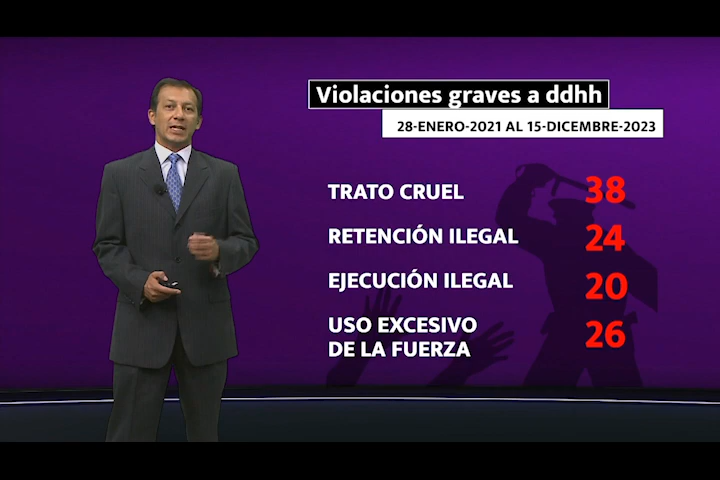 Violaciones graves a ddhh
28-ENERO-2021 AL 15-DICEMBRE-2023
TRATO CRUEL 38
RETENCIÓN ILEGAL 24
EJECUCIÓN ILEGAL 20
USO EXCESIVO
DE LA FUERZA 26